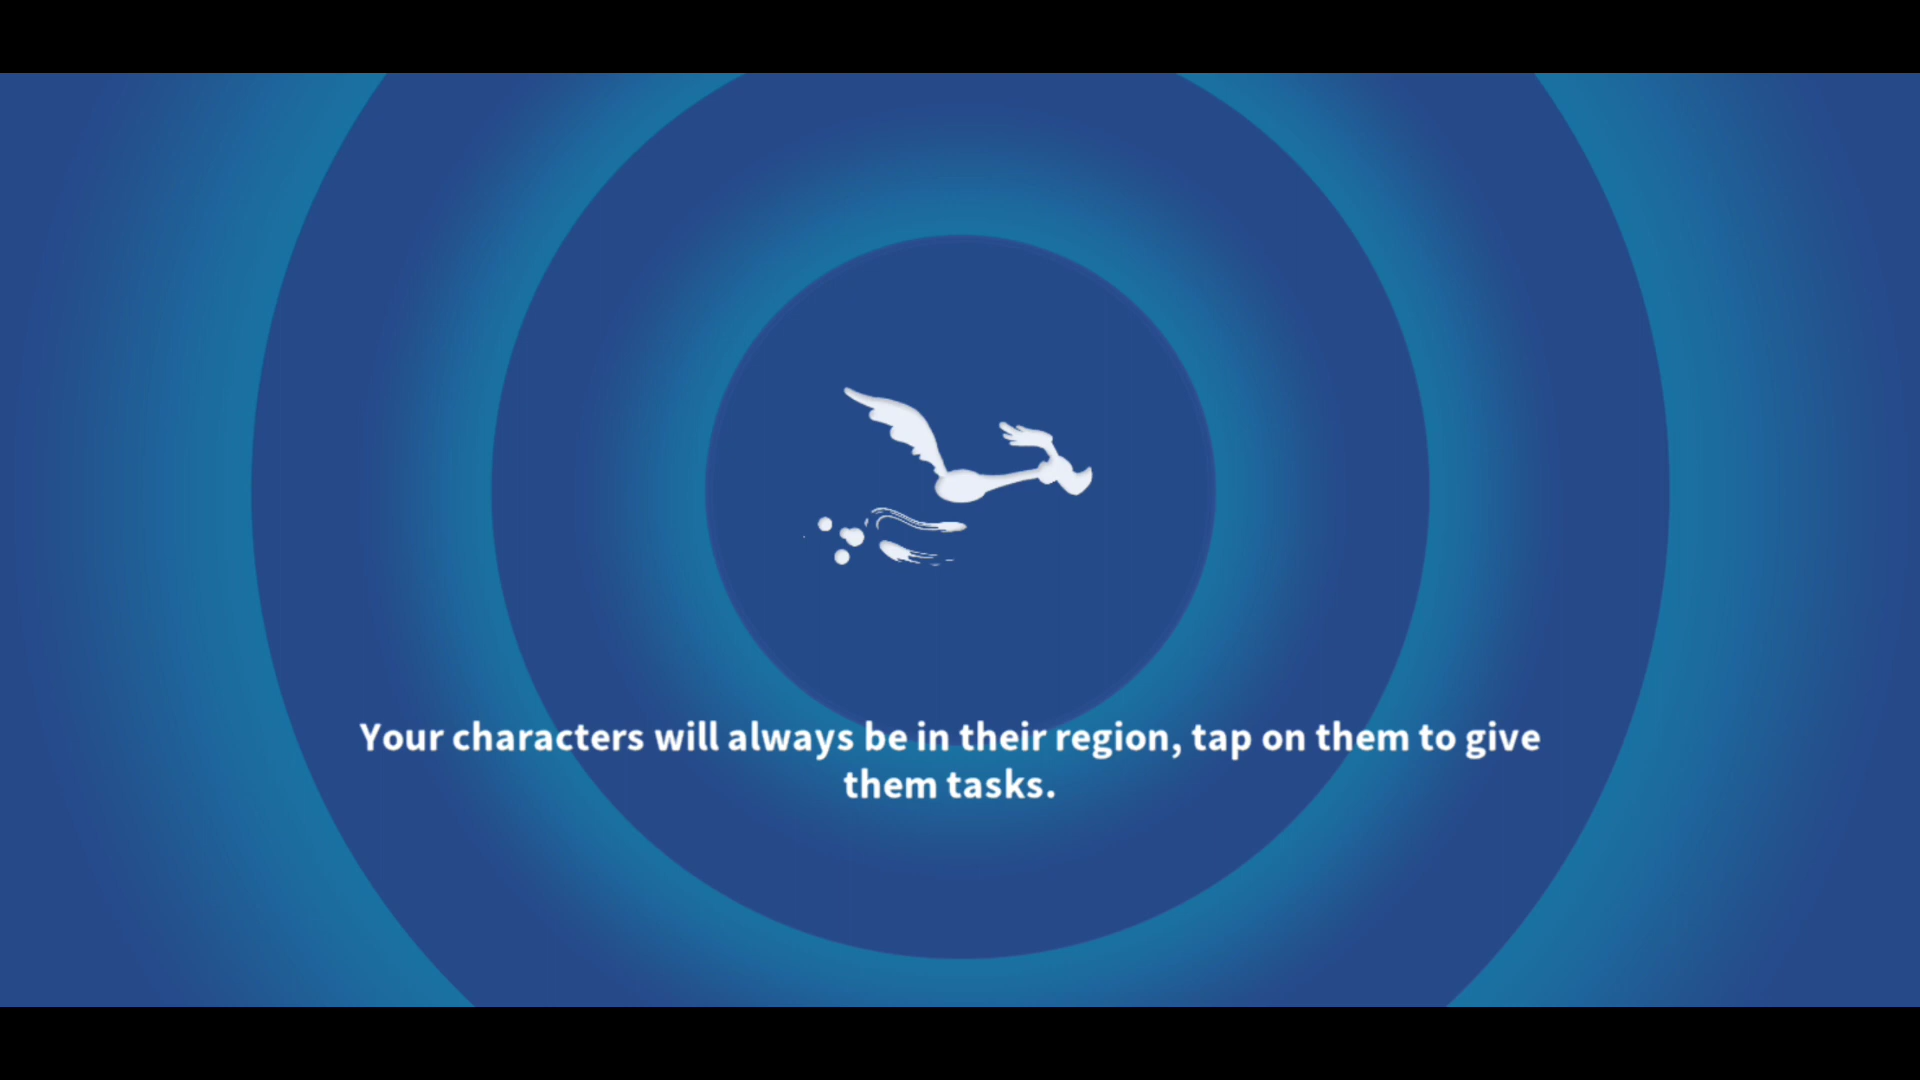 Your characters will always be in their region, tap on them to give
them tasks.